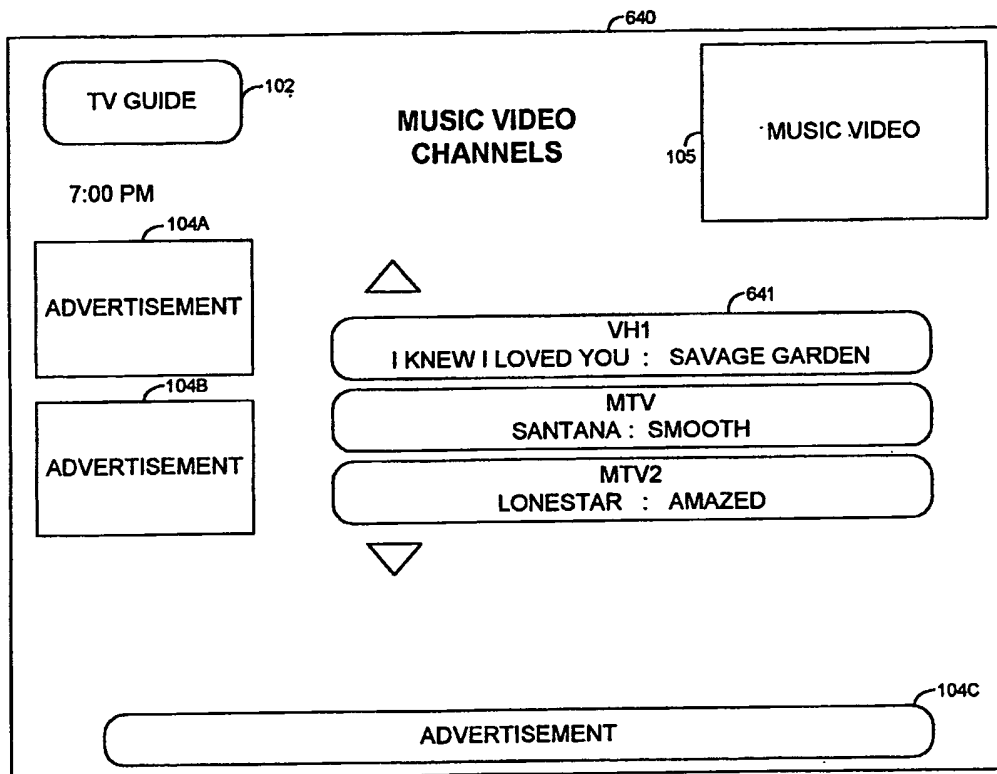 640
TV GUIDE
102
MUSIC VIDEO
CHANNELS
105
MUSIC VIDEO
7:00 PM
104A
ADVERTISEMENT
641
VH1
I KNEW I LOVED YOU : SAVAGE GARDEN
104B
ADVERTISEMENT
MTV
SANTANA : SMOOTH
MTV2
LONESTAR : AMAZED
104C
ADVERTISEMENT